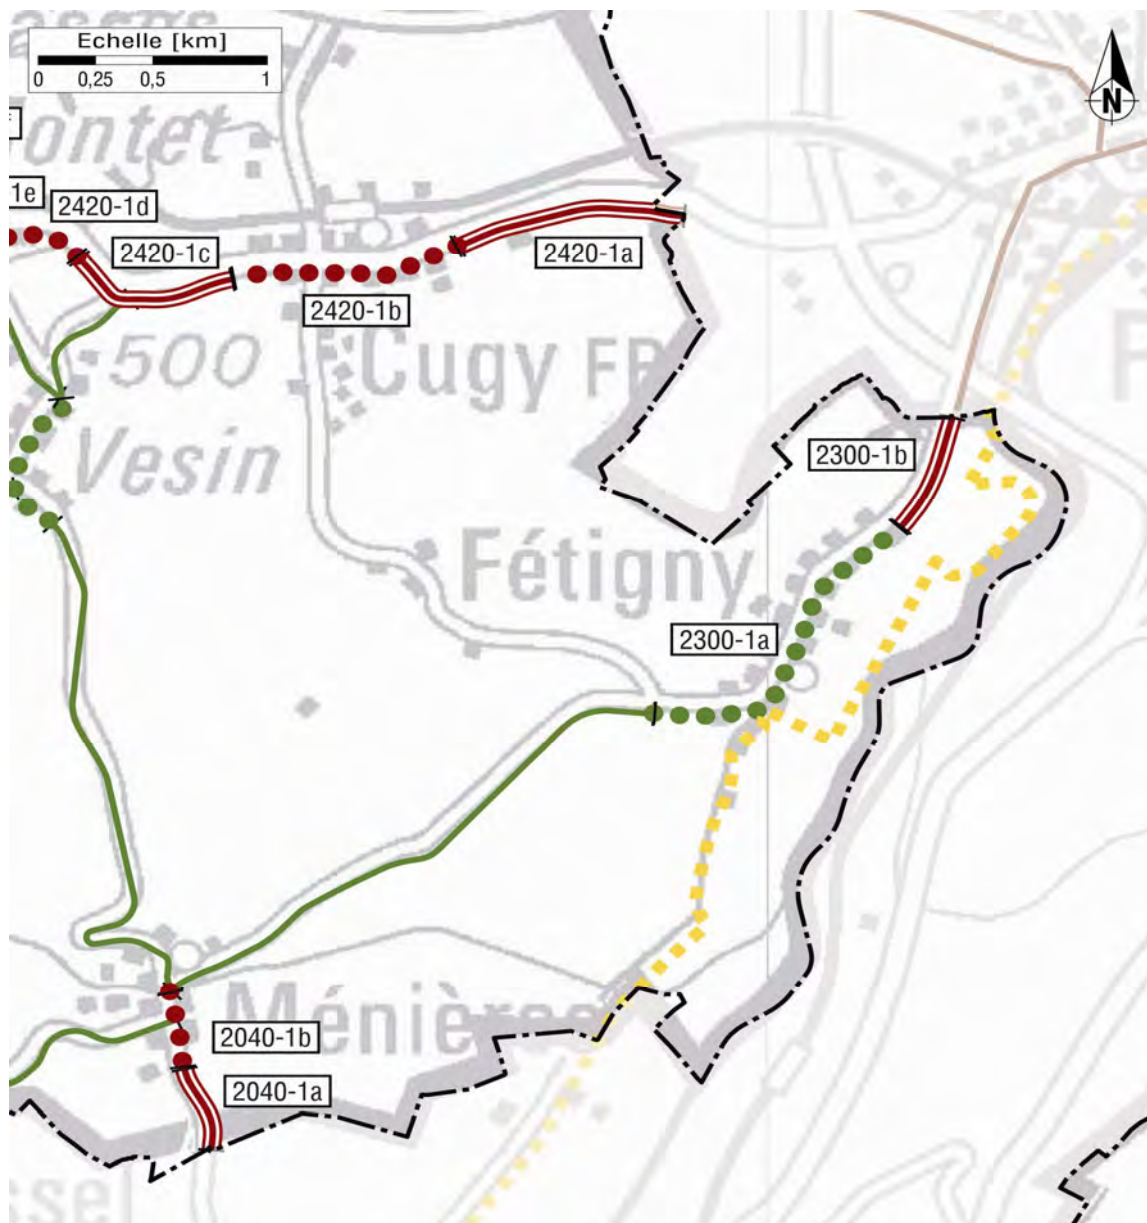 Echelle [km]
0 0,25 0,5 1
N
1e
2420-1d
2420-1c
2420-1a
2420-1b
500
Cugy FR
Vesin
2300-1b
Fétigny
2300-1a
Ménières
2040-1b
2040-1a